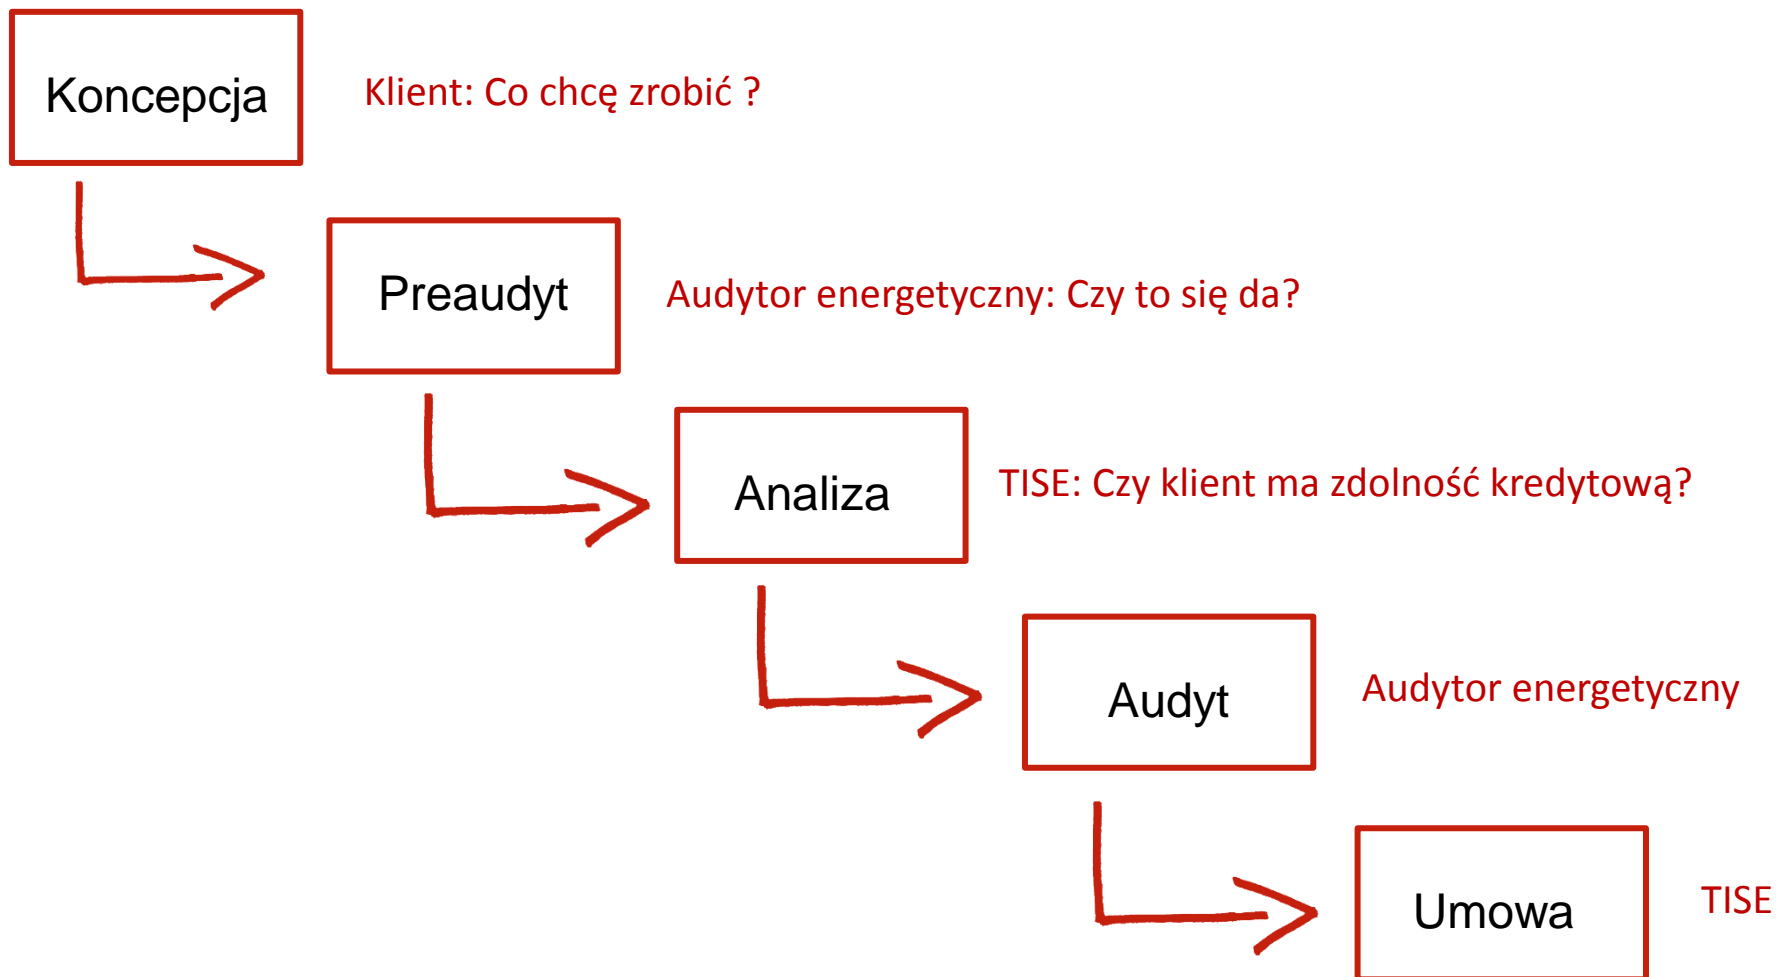 Koncepcja
Klient: Co chcę zrobić ?
Preaudyt
Audytor energetyczny: Czy to się da?
Analiza
TISE: Czy klient ma zdolność kredytową?
Audyt
Audytor energetyczny
Umowa
TISE